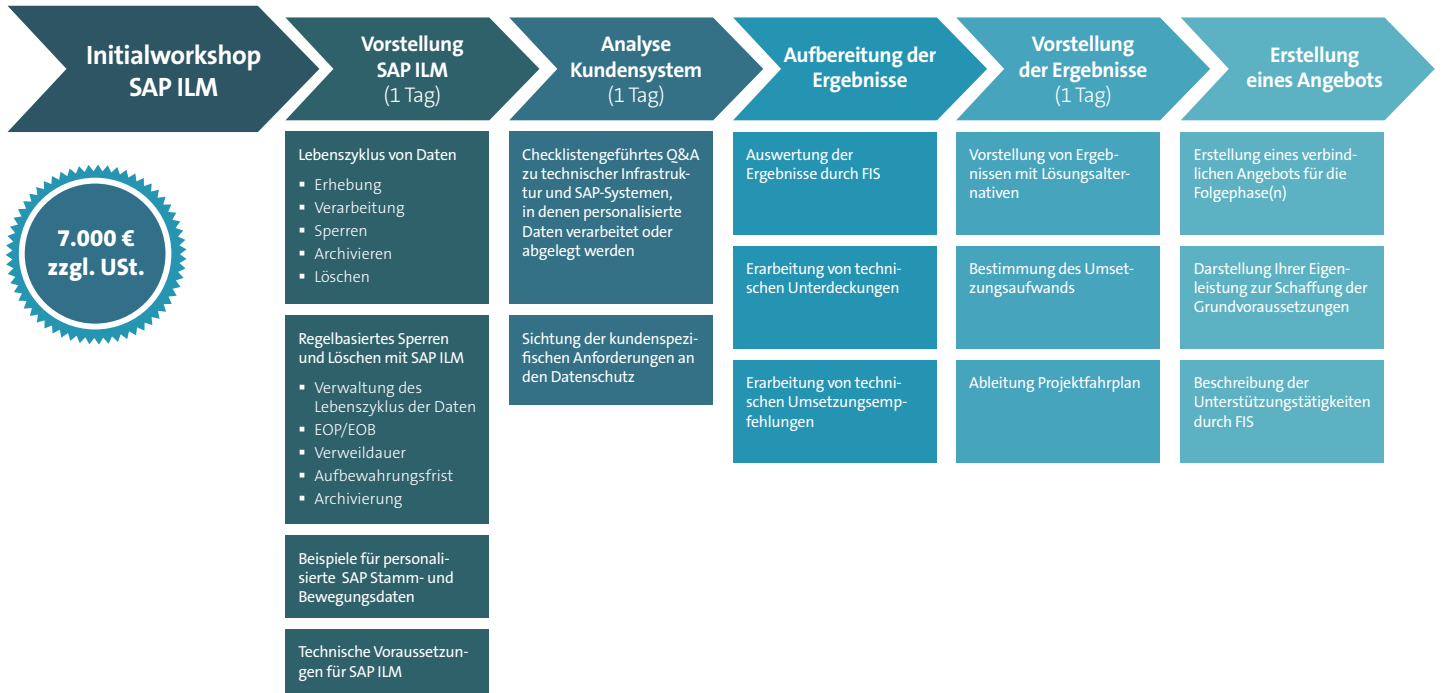 Initialworkshop
SAP ILM
7.000 €
zzgl. USt.
Vorstellung
SAP ILM
(1 Tag)
Lebenszyklus von Daten
▪ Erhebung
▪ Verarbeitung
▪ Sperren
▪ Archivieren
▪ Löschen
Regelbasiertes Sperren
und Löschen mit SAP ILM
▪ Verwaltung des
Lebenszyklus der Daten
▪ EOP/EOB
▪ Verweildauer
▪ Aufbewahrungsfrist
▪ Archivierung
Beispiele für personali-
sierte SAP Stamm- und
Bewegungsdaten
Technische Voraussetzun-
gen für SAP ILM
Analyse
Kundensystem
(1 Tag)
Checklistengeführtes Q&A
zu technischer Infrastruk-
tur und SAP-Systemen,
in denen personalisierte
Daten verarbeitet oder
abgelegt werden
Sichtung der kundenspezi-
fischen Anforderungen an
den Datenschutz
Aufbereitung der
Ergebnisse
Auswertung der
Ergebnisse durch FIS
Erarbeitung von techni-
schen Unterdeckungen
Erarbeitung von techni-
schen Umsetzungsemp-
fehlungen
Vorstellung
der Ergebnisse
(1 Tag)
Vorstellung von Ergeb-
nissen mit Lösungsalter-
nativen
Bestimmung des Umset-
zungsaufwands
Ableitung Projektfahrplan
Erstellung
eines Angebots
Erstellung eines verbind-
lichen Angebots für die
Folgephase(n)
Darstellung Ihrer Eigen-
leistung zur Schaffung der
Grundvoraussetzungen
Beschreibung der
Unterstützungstätigkeiten
durch FIS